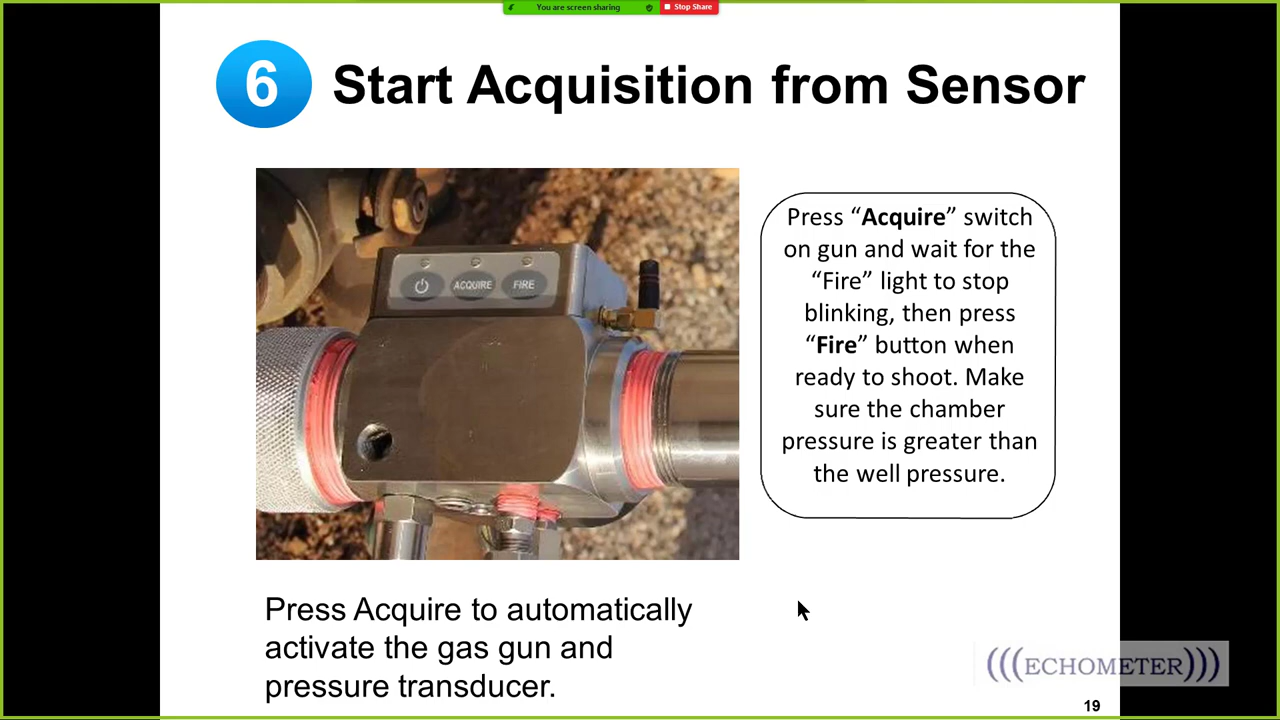 You are screen sharing
Stop Share
6 Start Acquisition from Sensor
ACQUIRE
FIRE
Press “Acquire” switch
on gun and wait for the
“Fire” light to stop
blinking, then press
“Fire” button when
ready to shoot. Make
sure the chamber
pressure is greater than
the well pressure.
Press Acquire to automatically
activate the gas gun and
pressure transducer.
(((ECHOMETER)))
19